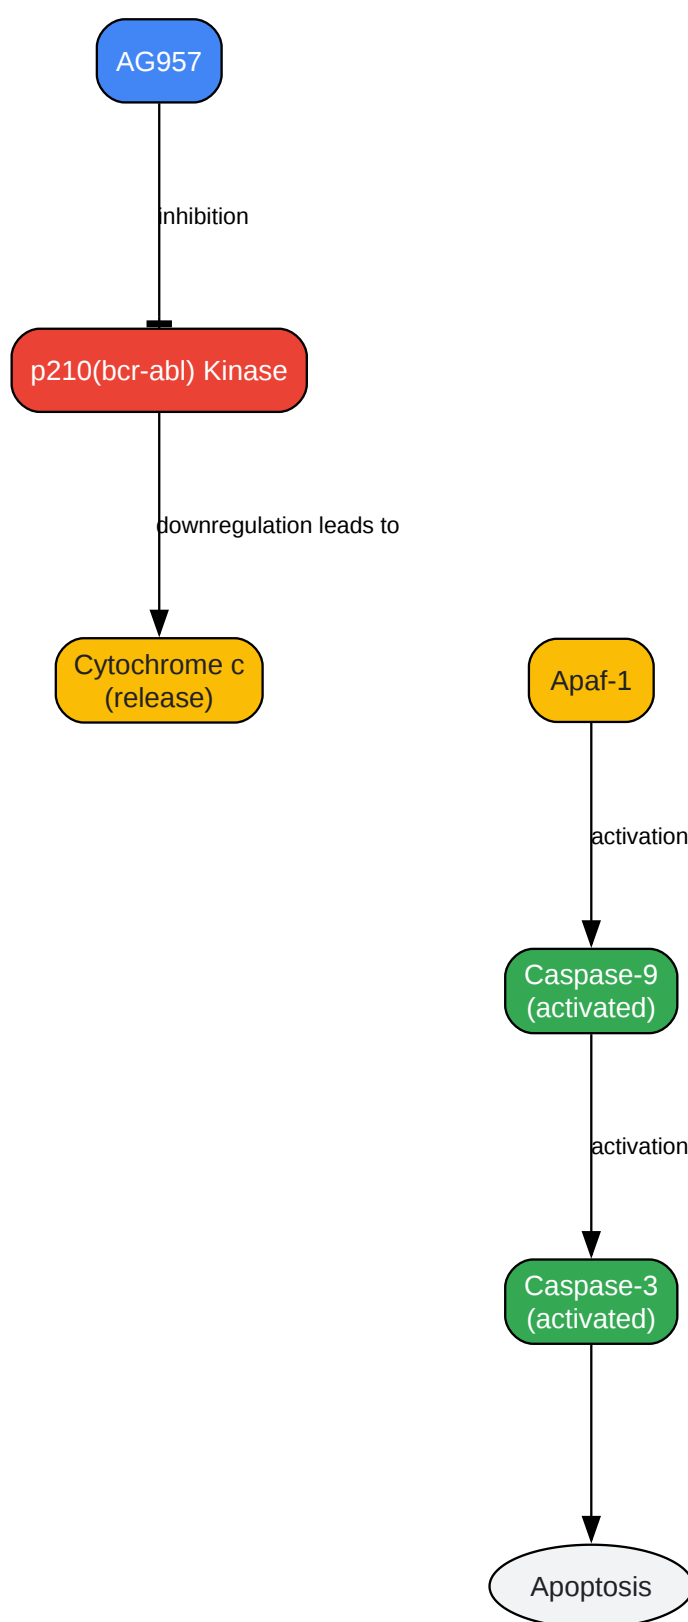 AG957
inhibition
p210(bcr-abl) Kinase
downregulation leads to
Cytochrome c
(release)
Apaf-1
activation
Caspase-9
(activated)
activation
Caspase-3
(activated)
Apoptosis